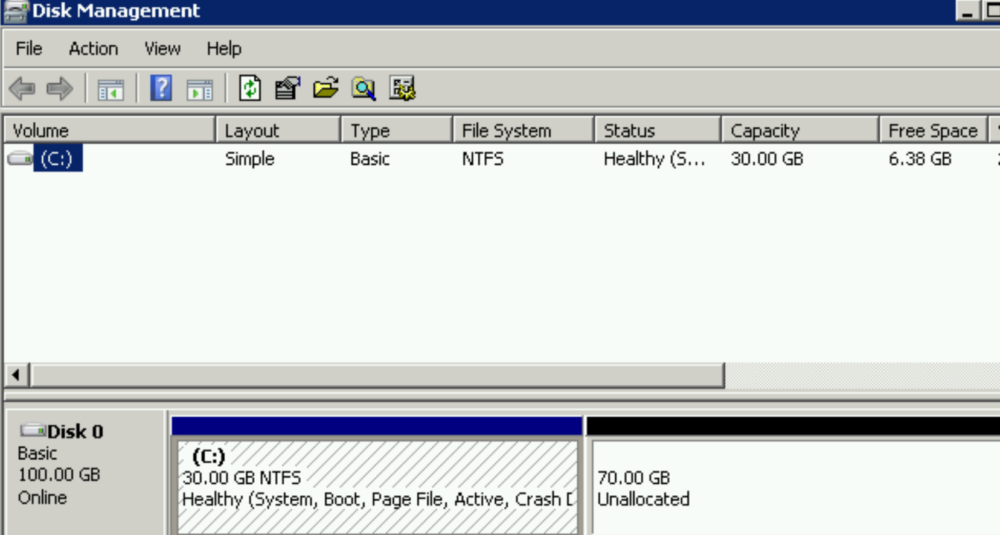 Disk Management
File Action View Help
Volume Layout Type File System Status Capacity Free Space
(C:) Simple Basic NTFS Healthy (S... 30.00 GB 6.38 GB
Disk 0
Basic
100.00 GB
Online
(C:)
30.00 GB NTFS
Healthy (System, Boot, Page File, Active, Crash
70.00 GB
Unallocated